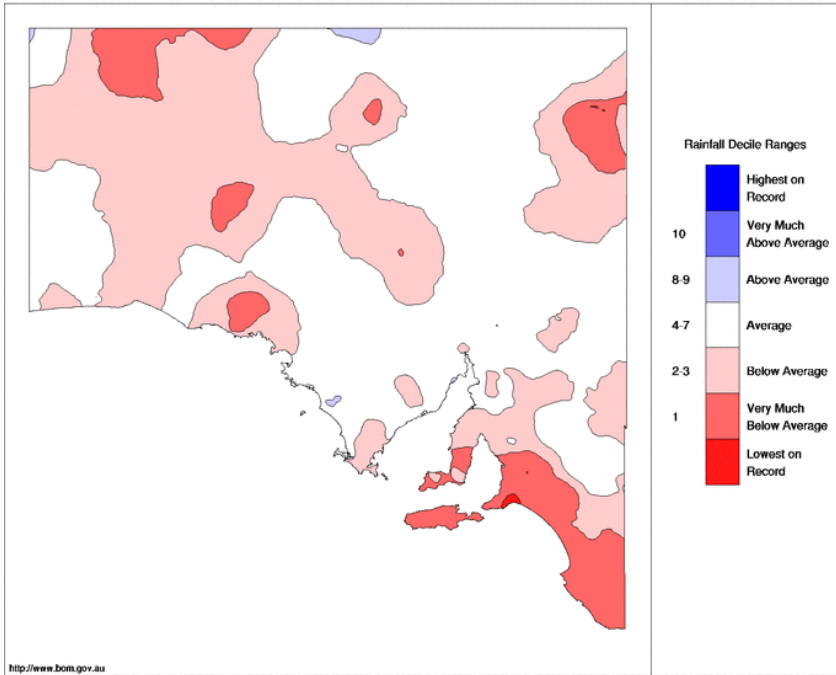 Rainfall Decile Ranges
Highest on
Record
10
Very Much
Above Average
8-9
Above Average
4-7
Average
2-3
Below Average
1
Very Much
Below Average
Lowest on
Record
http://www.bom.gov.au